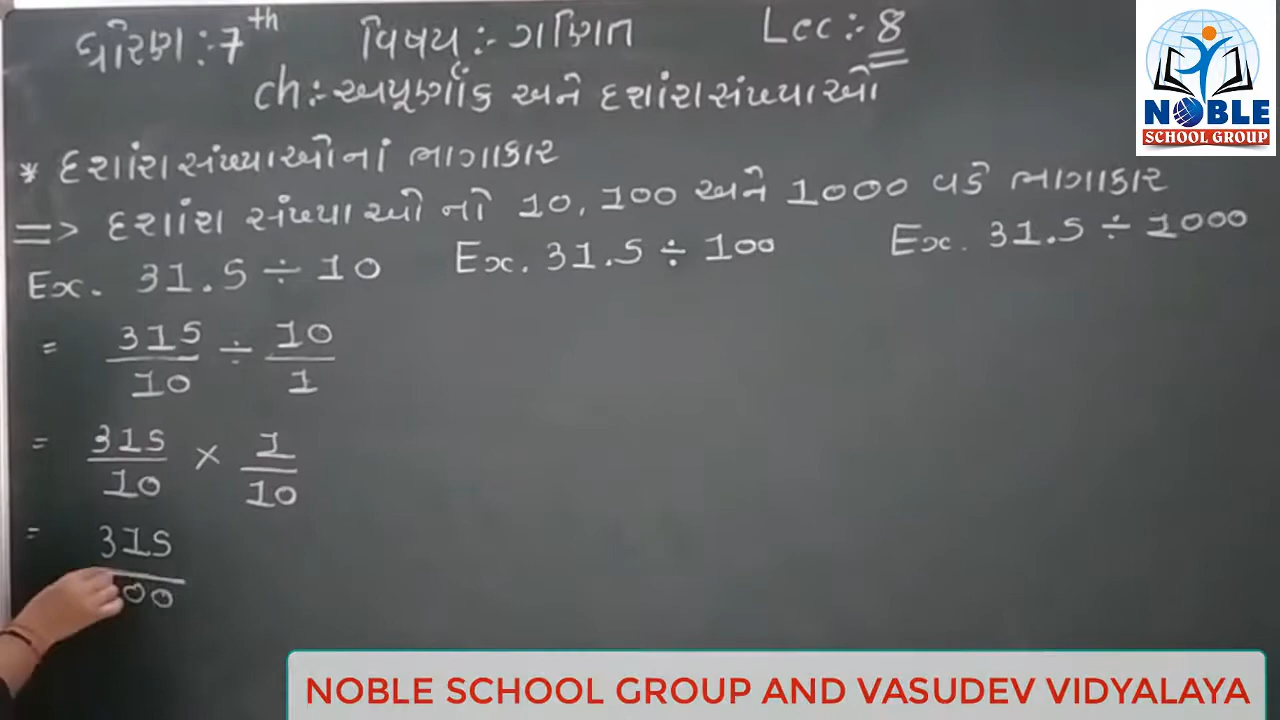 ધોરણ :- 7th વિષય :- ગણિત Lec :- 8
ch :- અપૂર્ણાંક અને દશાંશ સંખ્યાઓ
* દશાંશ સંખ્યાઓનાં ભાગાકાર
=> દશાંશ સંખ્યાઓ નો 10, 100 અને 1000 વડે ભાગાકાર
Ex. 31.5 ÷ 10 Ex. 31.5 ÷ 100 Ex. 31.5 ÷ 1000
= 315/10 ÷ 10/1
= 315/10 × 1/10
= 315/00
NOBLE
SCHOOL GROUP
NOBLE SCHOOL GROUP AND VASUDEV VIDYALAYA